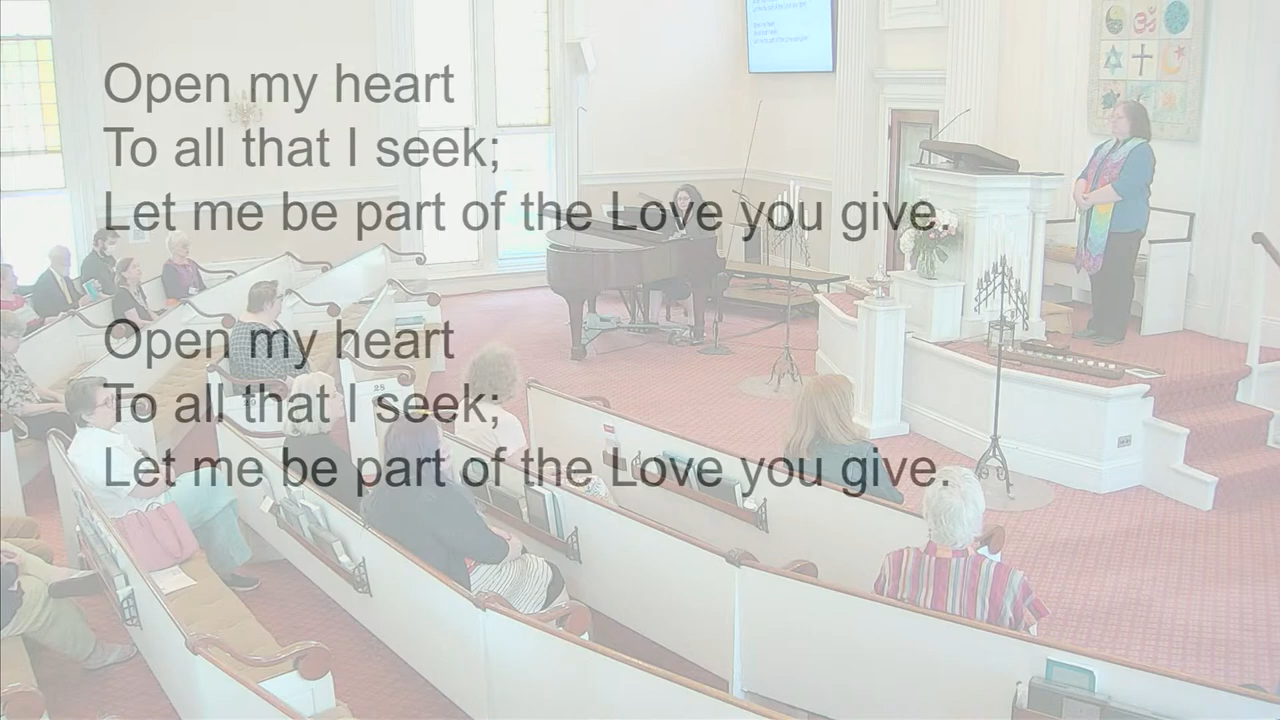 Open my heart
To all that I seek;
Let me be part of the Love you give.
Open my heart
To all that I seek;
Let me be part of the Love you give.
28